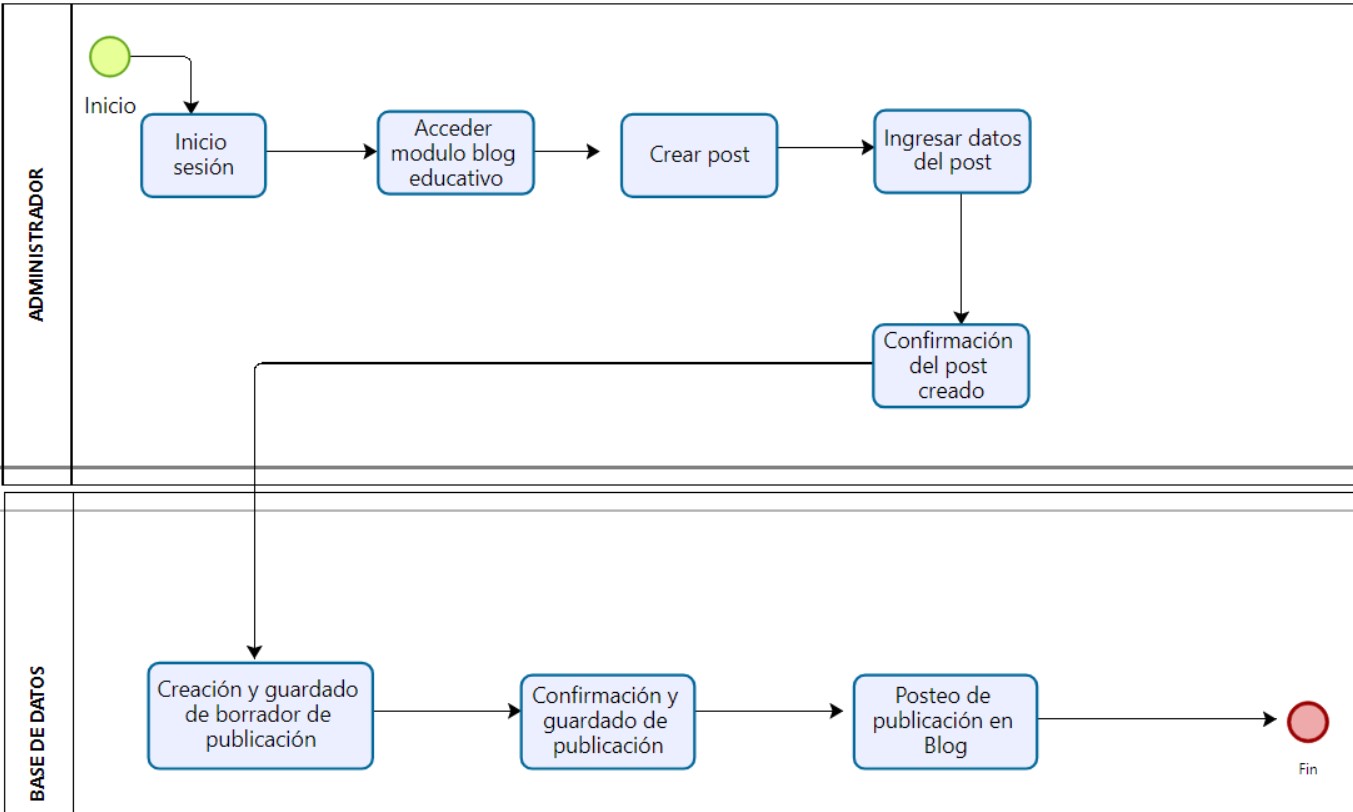 ADMINISTRADOR
Inicio
Inicio
sesión
Acceder
modulo blog
educativo
Crear post
Ingresar datos
del post
Confirmación
del post
creado
BASE DE DATOS
Creación y guardado
de borrador de
publicación
Confirmación y
guardado de
publicación
Posteo de
publicación en
Blog
Fin